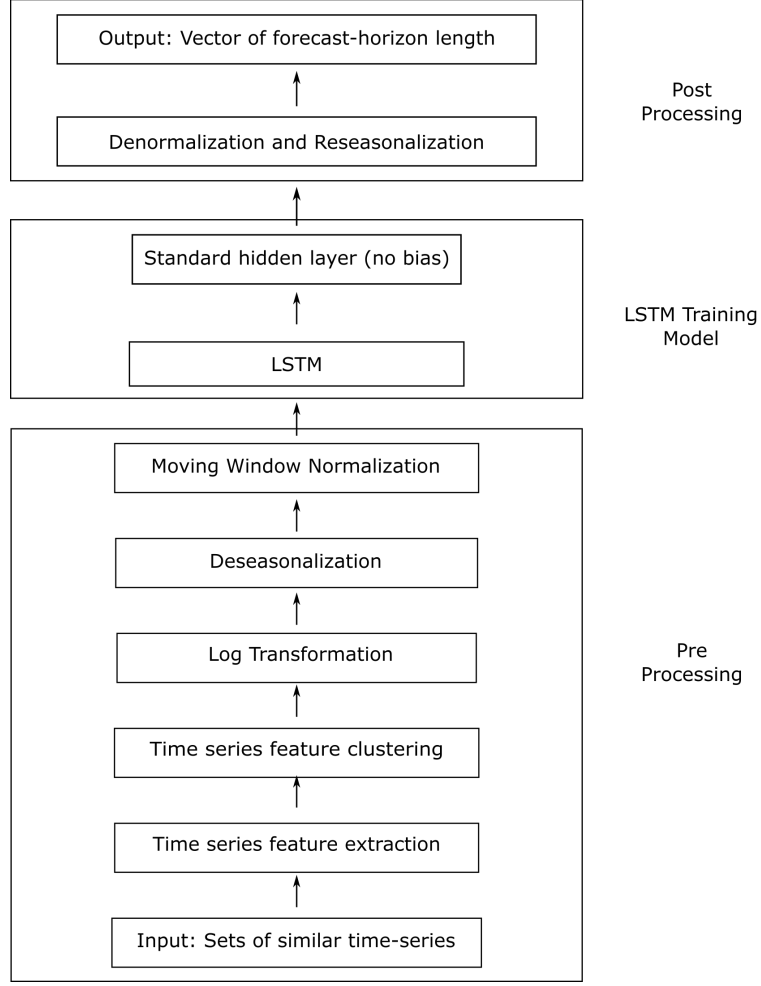 Output: Vector of forecast-horizon length
Denormalization and Reseasonalization
Post
Processing
Standard hidden layer (no bias)
LSTM
LSTM Training
Model
Moving Window Normalization
Deseasonalization
Log Transformation
Time series feature clustering
Time series feature extraction
Input: Sets of similar time-series
Pre
Processing